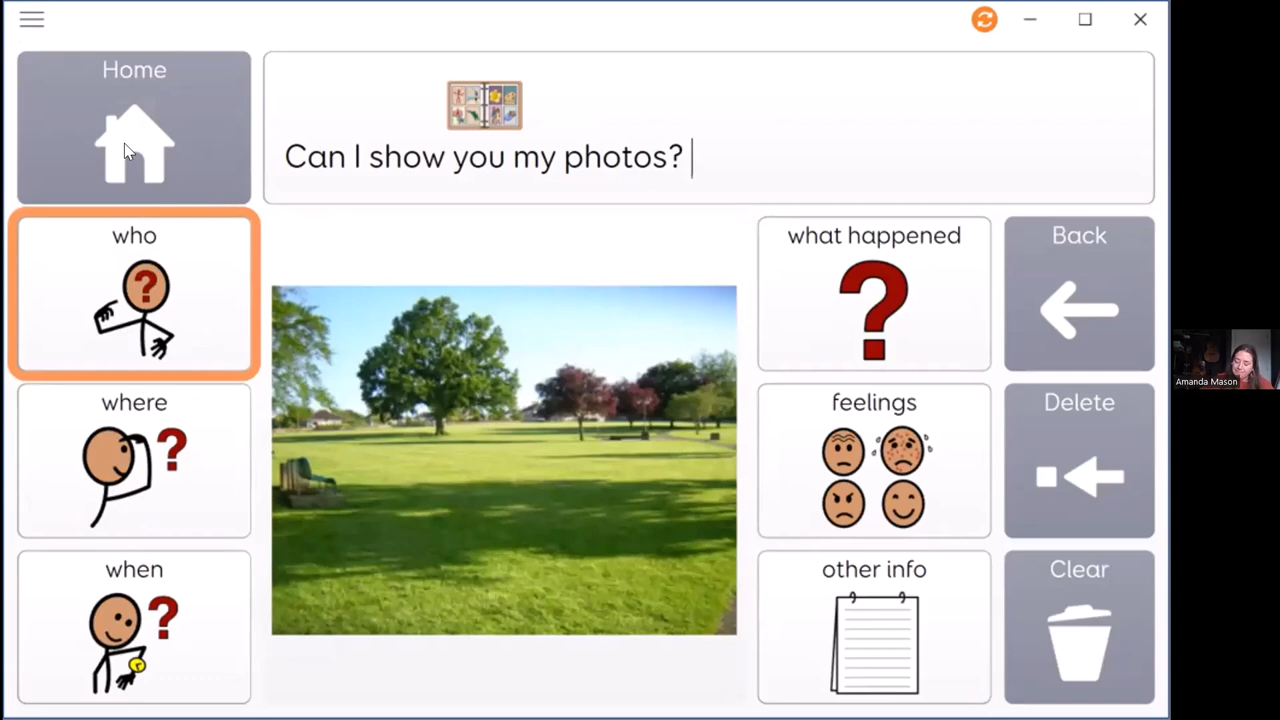 Home
Can I show you my photos?
who
what happened
Back
where
feelings
Delete
when
other info
Clear
Amanda Mason